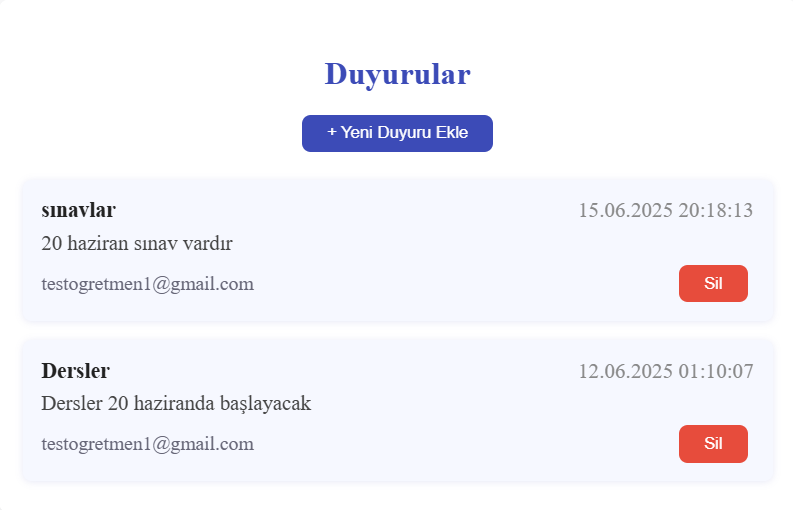 Duyurular
+ Yeni Duyuru Ekle
sınavlar 15.06.2025 20:18:13
20 haziran sınav vardır
testogretmen1@gmail.com Sil
Dersler 12.06.2025 01:10:07
Dersler 20 haziranda başlayacak
testogretmen1@gmail.com Sil